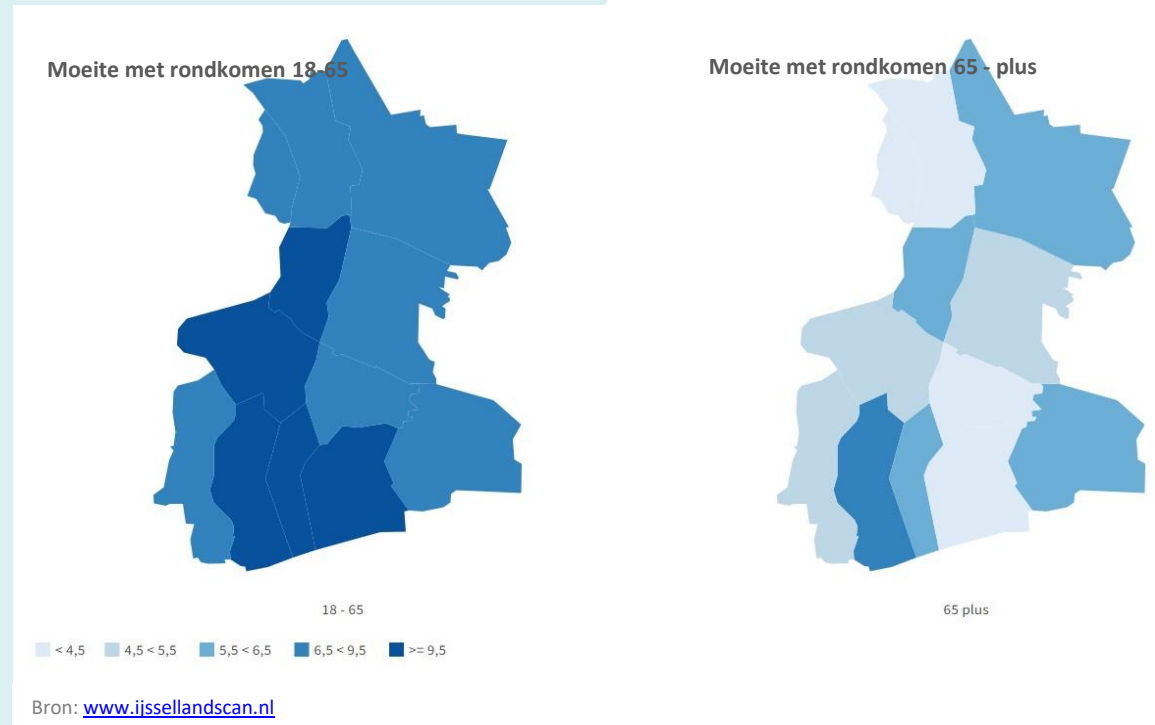 Moeite met rondkomen 18-65
Moeite met rondkomen 65 - plus
18 - 65
65 plus
< 4,5 4,5 < 5,5 5,5 < 6,5 6,5 < 9,5 >= 9,5
Bron: www.ijssellandscan.nl